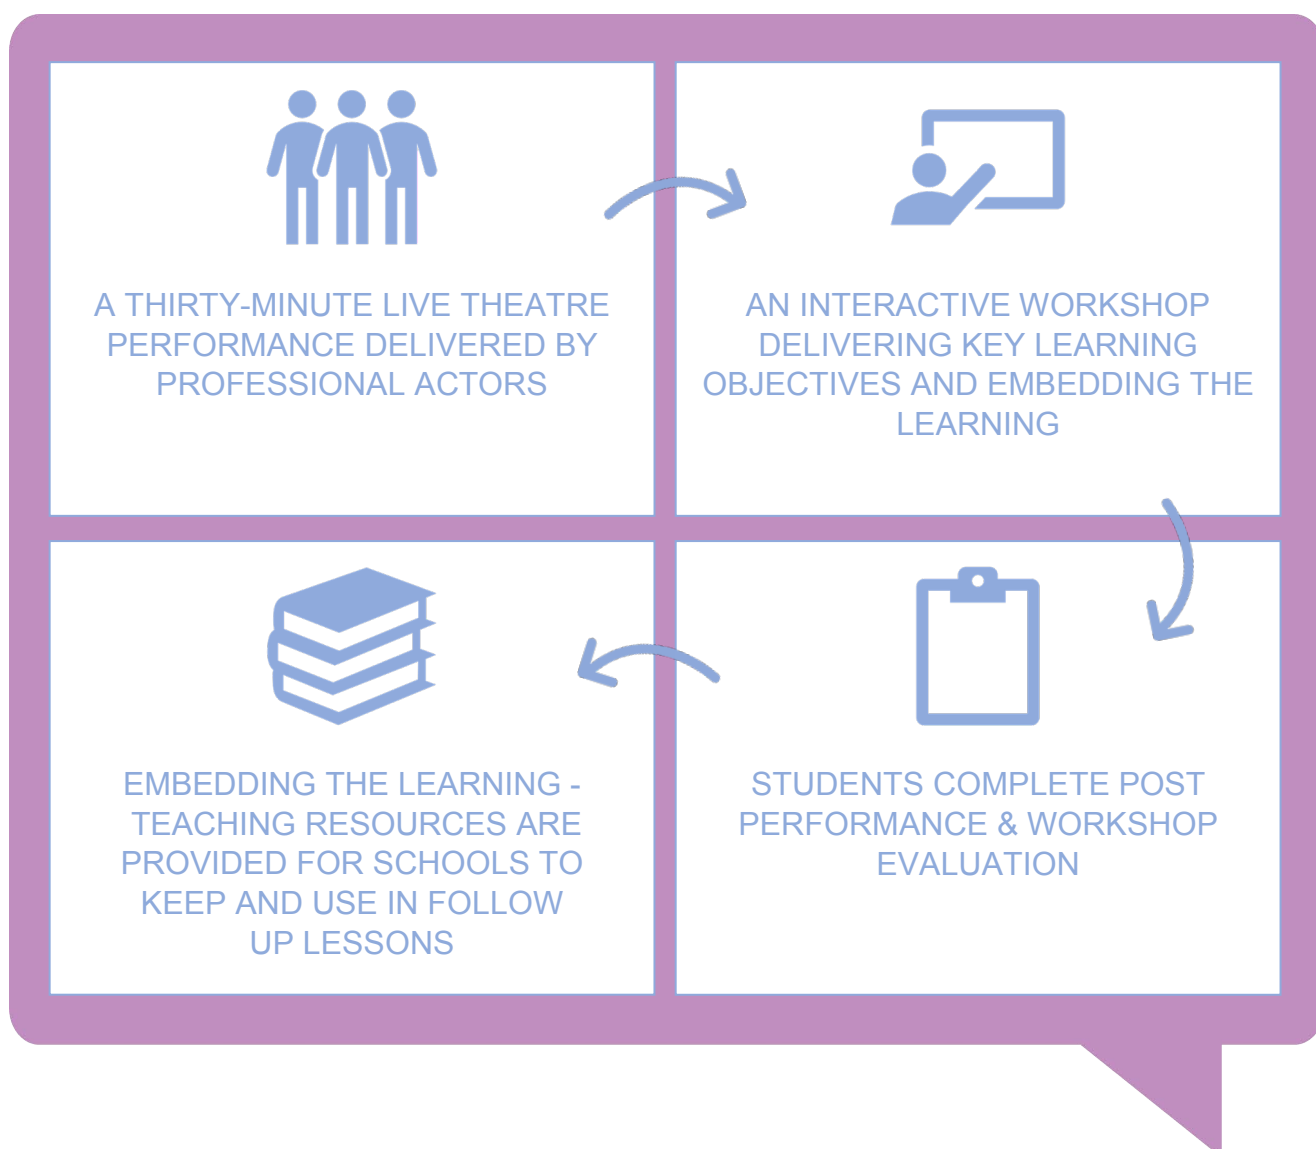 A THIRTY-MINUTE LIVE THEATRE
PERFORMANCE DELIVERED BY
PROFESSIONAL ACTORS
AN INTERACTIVE WORKSHOP
DELIVERING KEY LEARNING
OBJECTIVES AND EMBEDDING THE
LEARNING
STUDENTS COMPLETE POST
PERFORMANCE & WORKSHOP
EVALUATION
EMBEDDING THE LEARNING -
TEACHING RESOURCES ARE
PROVIDED FOR SCHOOLS TO
KEEP AND USE IN FOLLOW
UP LESSONS